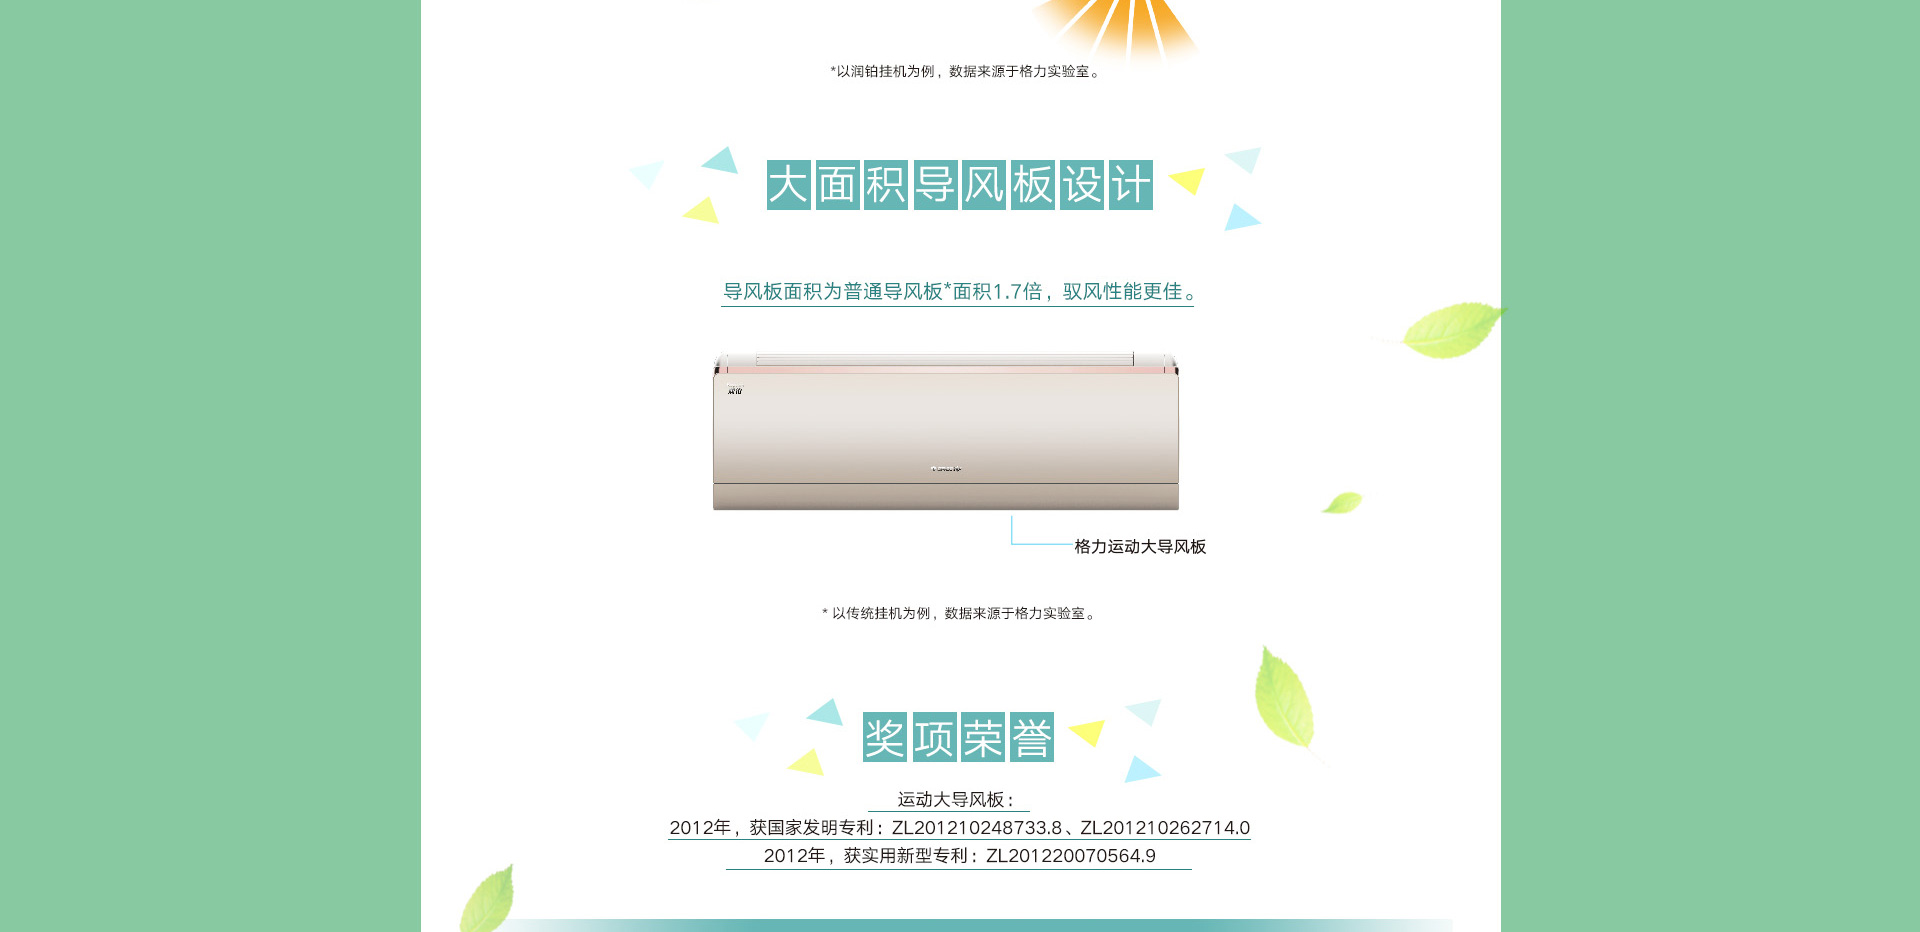 *以润铂挂机为例，数据来源于格力实验室。
大面积导风板设计
导风板面积为普通导风板*面积1.7倍，驭风性能更佳。
润铂
格力运动大导风板
* 以传统挂机为例，数据来源于格力实验室。
奖项荣誉
运动大导风板：
2012年，获国家发明专利：ZL201210248733.8、ZL201210262714.0
2012年，获实用新型专利：ZL201220070564.9